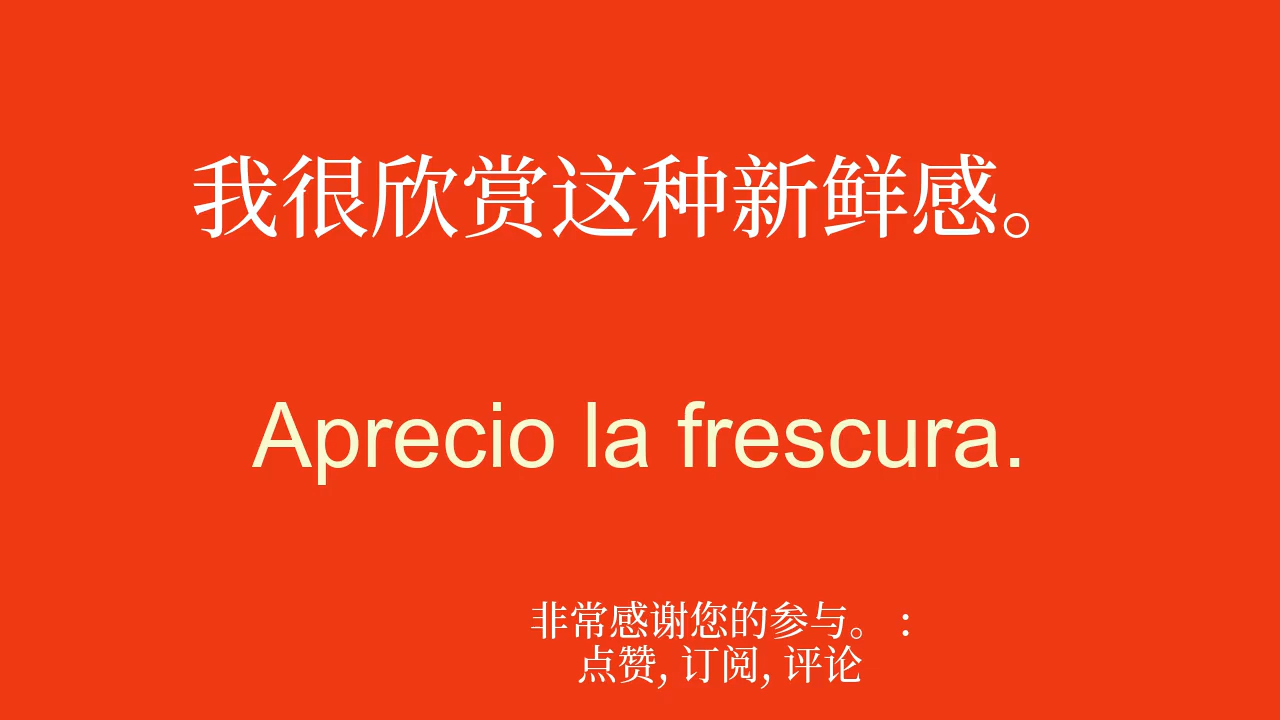 我很欣赏这种新鲜感。
Aprecio la frescura.
非常感谢您的参与。 :
点赞, 订阅, 评论